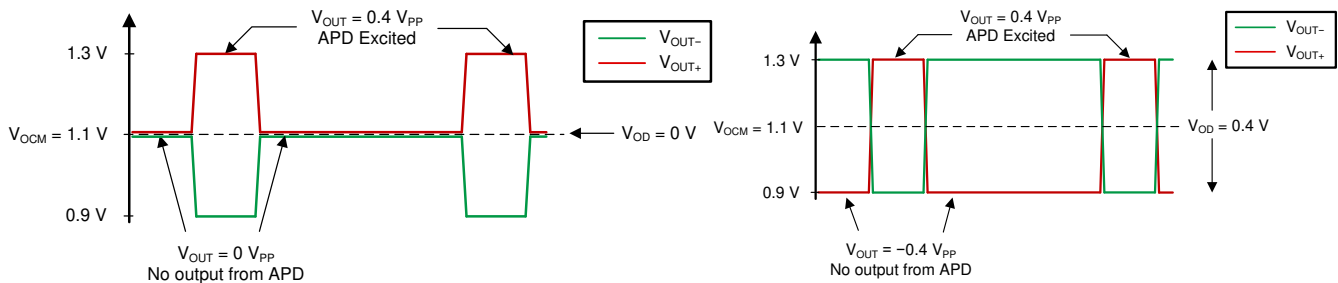 V_OUT = 0.4 V_PP
APD Excited
V_OUT−
V_OUT+
1.3 V
V_OCM = 1.1 V
V_OD = 0 V
0.9 V
V_OUT = 0 V_PP
No output from APD
V_OUT = 0.4 V_PP
APD Excited
V_OUT−
V_OUT+
1.3 V
V_OCM = 1.1 V
V_OD = 0.4 V
0.9 V
V_OUT = −0.4 V_PP
No output from APD